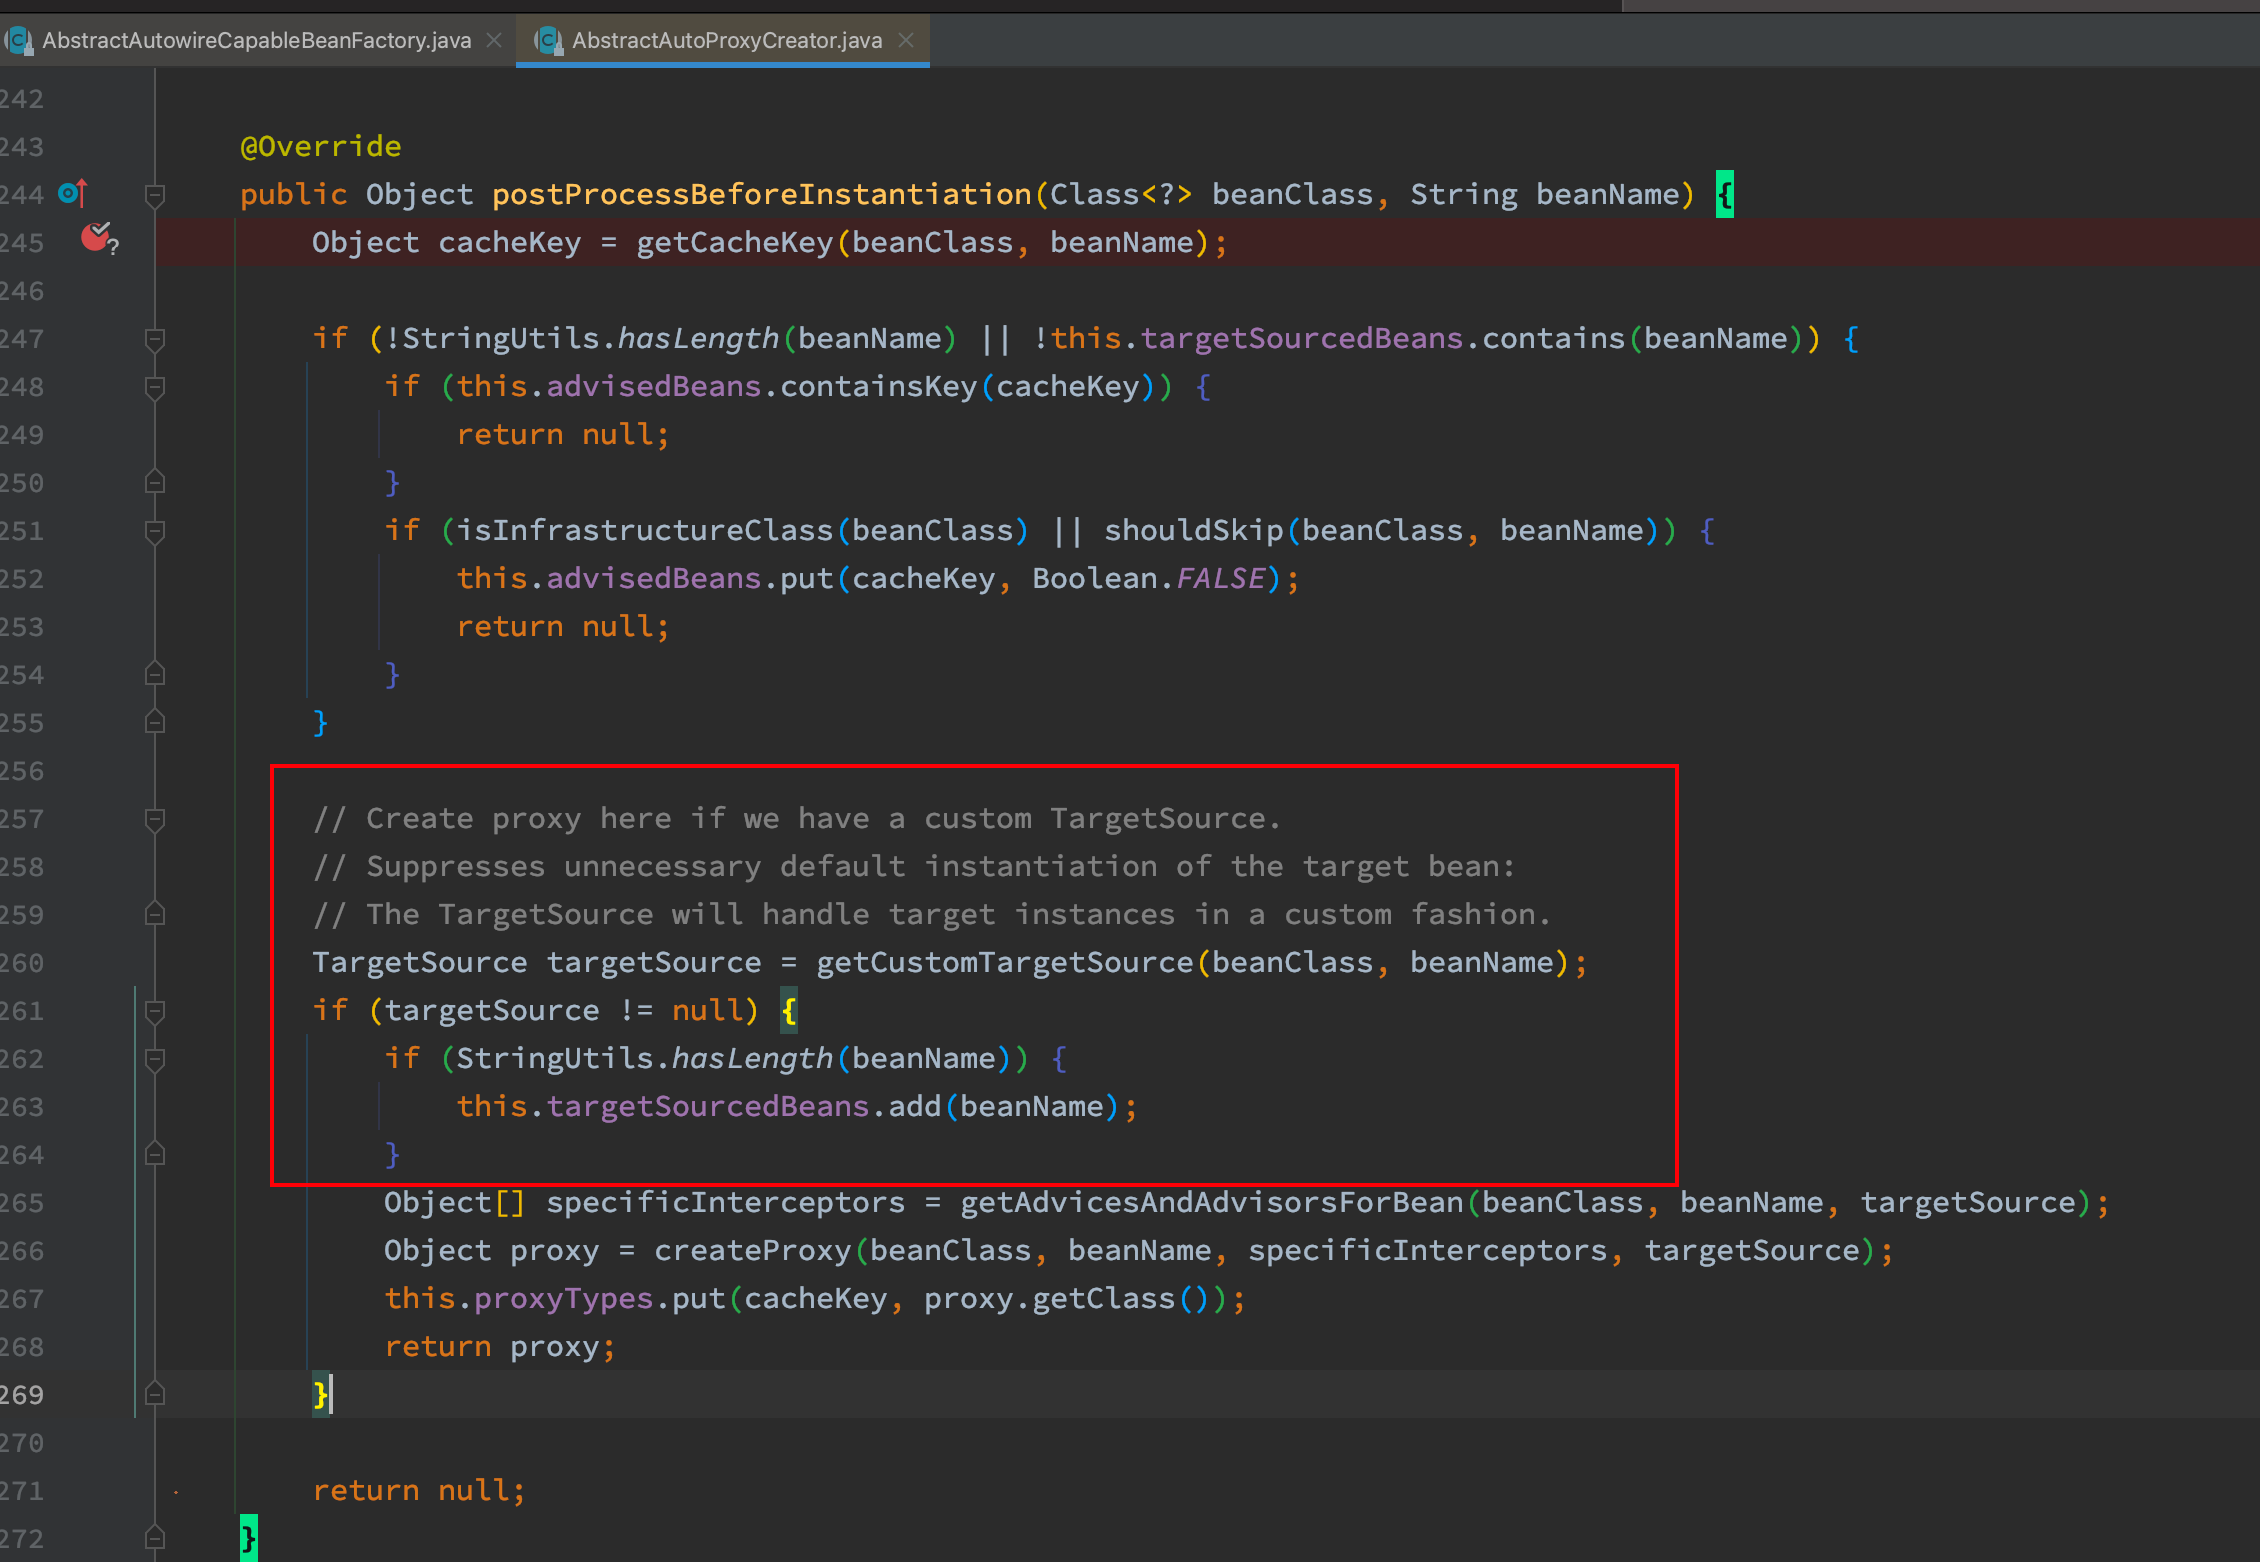 AbstractAutowireCapableBeanFactory.java AbstractAutoProxyCreator.java
242
243 @Override
244 public Object postProcessBeforeInstantiation(Class<?> beanClass, String beanName) {
245 Object cacheKey = getCacheKey(beanClass, beanName);
246
247 if (!StringUtils.hasLength(beanName) || !this.targetSourcedBeans.contains(beanName)) {
248 if (this.advisedBeans.containsKey(cacheKey)) {
249 return null;
250 }
251 if (isInfrastructureClass(beanClass) || shouldSkip(beanClass, beanName)) {
252 this.advisedBeans.put(cacheKey, Boolean.FALSE);
253 return null;
254 }
255 }
256
257 // Create proxy here if we have a custom TargetSource.
258 // Suppresses unnecessary default instantiation of the target bean:
259 // The TargetSource will handle target instances in a custom fashion.
260 TargetSource targetSource = getCustomTargetSource(beanClass, beanName);
261 if (targetSource != null) {
262 if (StringUtils.hasLength(beanName)) {
263 this.targetSourcedBeans.add(beanName);
264 }
265 Object[] specificInterceptors = getAdvicesAndAdvisorsForBean(beanClass, beanName, targetSource);
266 Object proxy = createProxy(beanClass, beanName, specificInterceptors, targetSource);
267 this.proxyTypes.put(cacheKey, proxy.getClass());
268 return proxy;
269 }
270
271 return null;
272 }